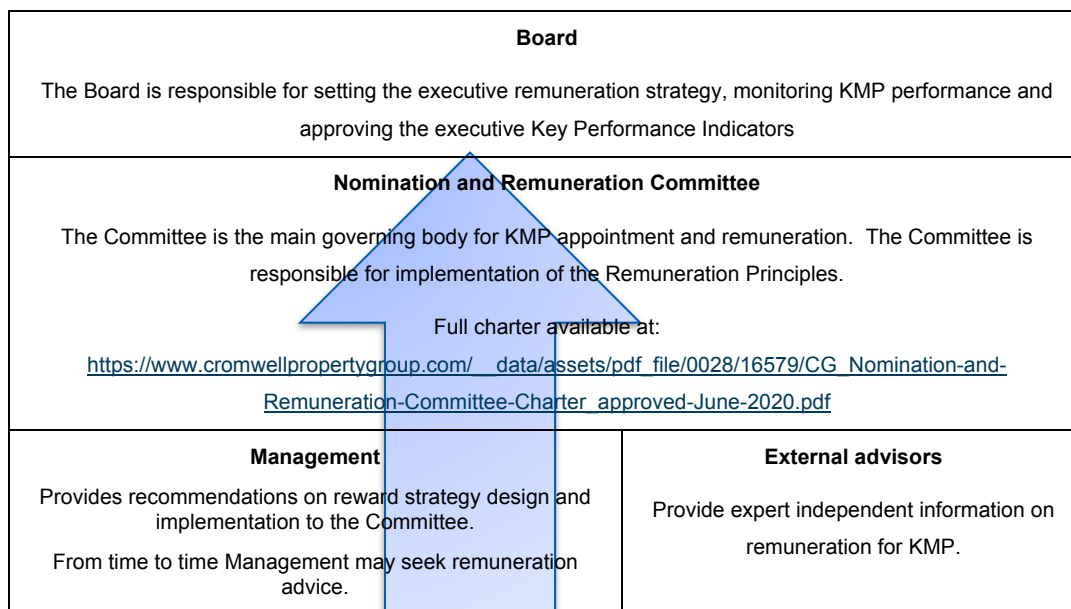 Board
The Board is responsible for setting the executive remuneration strategy, monitoring KMP performance and
approving the executive Key Performance Indicators
Nomination and Remuneration Committee
The Committee is the main governing body for KMP appointment and remuneration.  The Committee is
responsible for implementation of the Remuneration Principles.
Full charter available at:
https://www.cromwellpropertygroup.com/__data/assets/pdf_file/0028/16579/CG_Nomination-and-
Remuneration-Committee-Charter_approved-June-2020.pdf
Management
Provides recommendations on reward strategy design and
implementation to the Committee.
From time to time Management may seek remuneration
advice.
External advisors
Provide expert independent information on
remuneration for KMP.